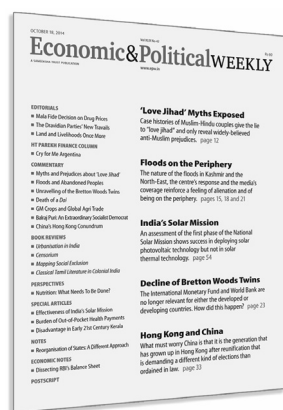 OCTOBER 18, 2014
Economic&PoliticalWEEKLY
www.epw.in
EDITORIALS
■ Mala Fide Decision on Drug Prices
■ The Dravidian Parties' New Travails
■ Land and Livelihoods Once More
HT PAREKH FINANCE COLUMN
■ Cry for Me Argentina
COMMENTARY
■ Myths and Prejudices about 'Love Jihad'
■ Floods and Abandoned Peoples
■ Unravelling of the Bretton Woods Twins
■ Death of a Don
■ GM Crops and Global Agri Trade
■ Balraj Puri: An Extraordinary Socialist Democrat
■ China's Hong Kong Conundrum
BOOK REVIEWS
■ Urbanisation in India
■ Censorium
■ Mapping Social Exclusion
■ Classical Tamil Literature in Colonial India
PERSPECTIVES
■ Nutrition: What Needs To Be Done?
SPECIAL ARTICLES
■ Effectiveness of India's Solar Mission
■ Burden of Out-of-Pocket Health Payments
■ Disadvantage in Early 21st Century Kerala
NOTES
■ Reorganisation of States: A Different Approach
ECONOMIC NOTES
■ Dissecting RBI's Balance Sheet
POSTSCRIPT
'Love Jihad' Myths Exposed
Case histories of Muslim-Hindu couples give the lie
to "love jihad" and only reveal widely-believed
anti-Muslim prejudices. page 12
Floods on the Periphery
The nature of the floods in Kashmir and the
North-East, the centre's response and the media's
coverage reinforce a feeling of alienation and of
being on the periphery. pages 15, 18 and 21
India's Solar Mission
An assessment of the first phase of the National
Solar Mission shows success in deploying solar
photovoltaic technology but not in solar
thermal technology. page 54
Decline of Bretton Woods Twins
The International Monetary Fund and World Bank are
no longer relevant for either the developed or
developing countries. How did this happen? page 23
Hong Kong and China
What must worry China is that it is the generation that
has grown up in Hong Kong after reunification that
is demanding a different kind of elections than
ordained in law. page 33